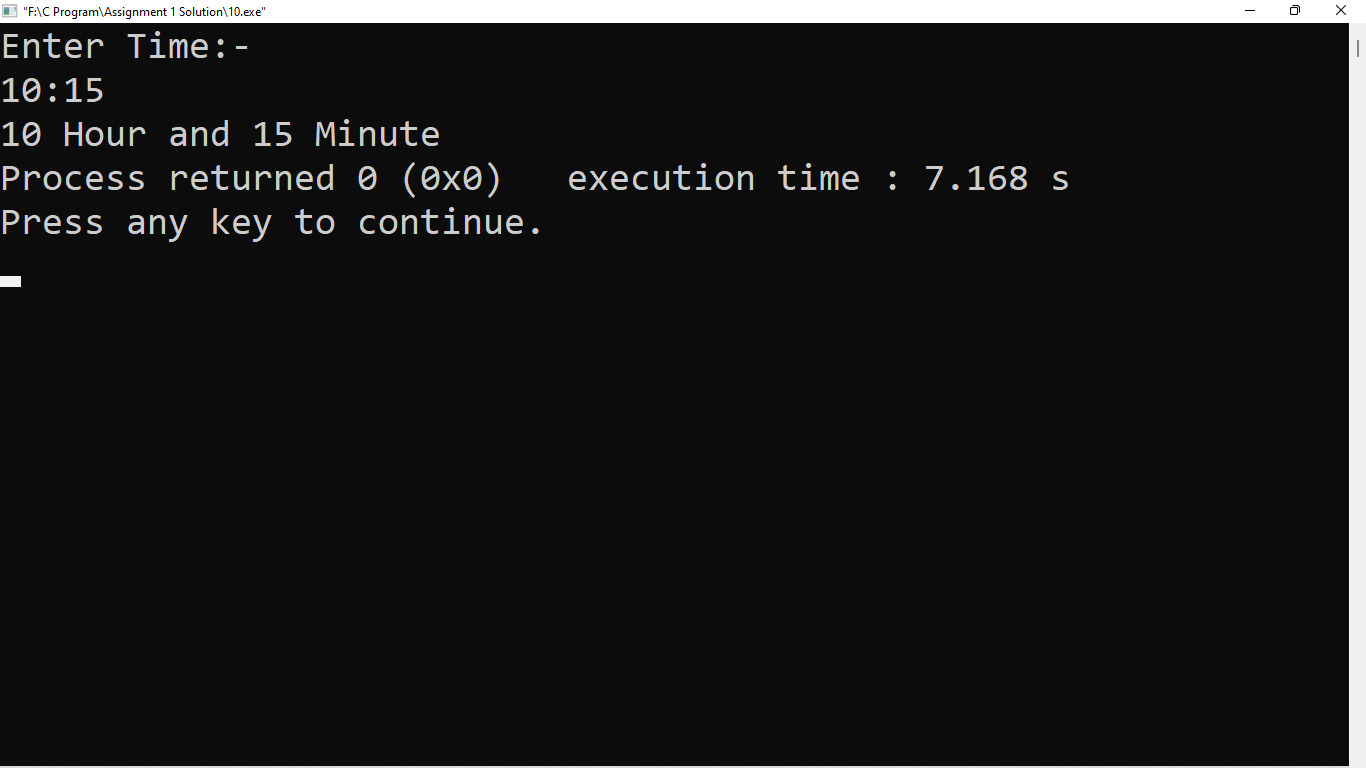 "F:\C Program\Assignment 1 Solution\10.exe"
Enter Time:-
10:15
10 Hour and 15 Minute
Process returned 0 (0x0)   execution time : 7.168 s
Press any key to continue.